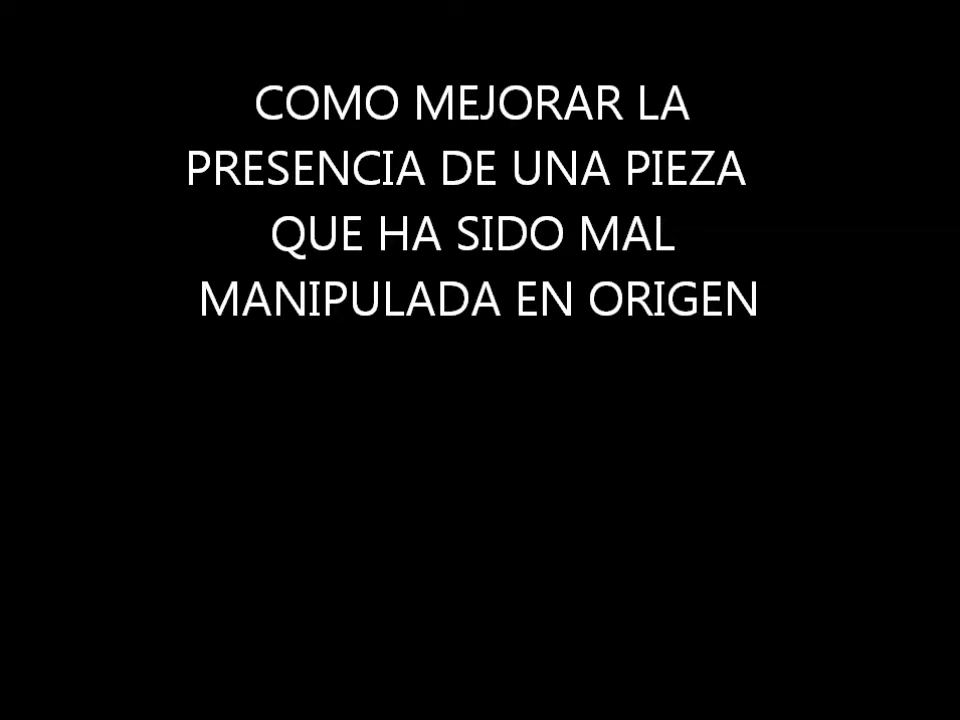 COMO MEJORAR LA
PRESENCIA DE UNA PIEZA
QUE HA SIDO MAL
MANIPULADA EN ORIGEN